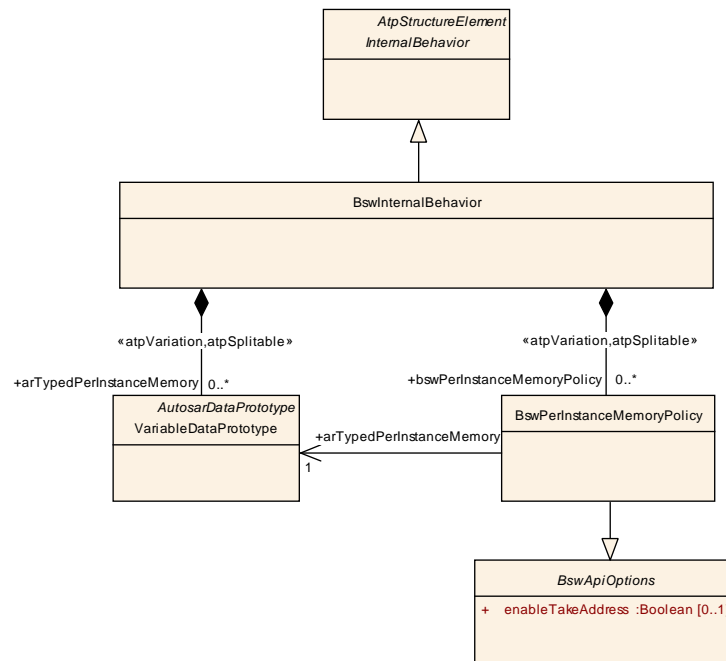 AtpStructureElement
InternalBehavior
BswInternalBehavior
«atpVariation,atpSplitable»
«atpVariation,atpSplitable»
+arTypedPerInstanceMemory
0..*
+bswPerInstanceMemoryPolicy
0..*
AutosarDataPrototype
VariableDataPrototype
BswPerInstanceMemoryPolicy
+arTypedPerInstanceMemory
1
BswApiOptions
+ enableTakeAddress :Boolean [0..1